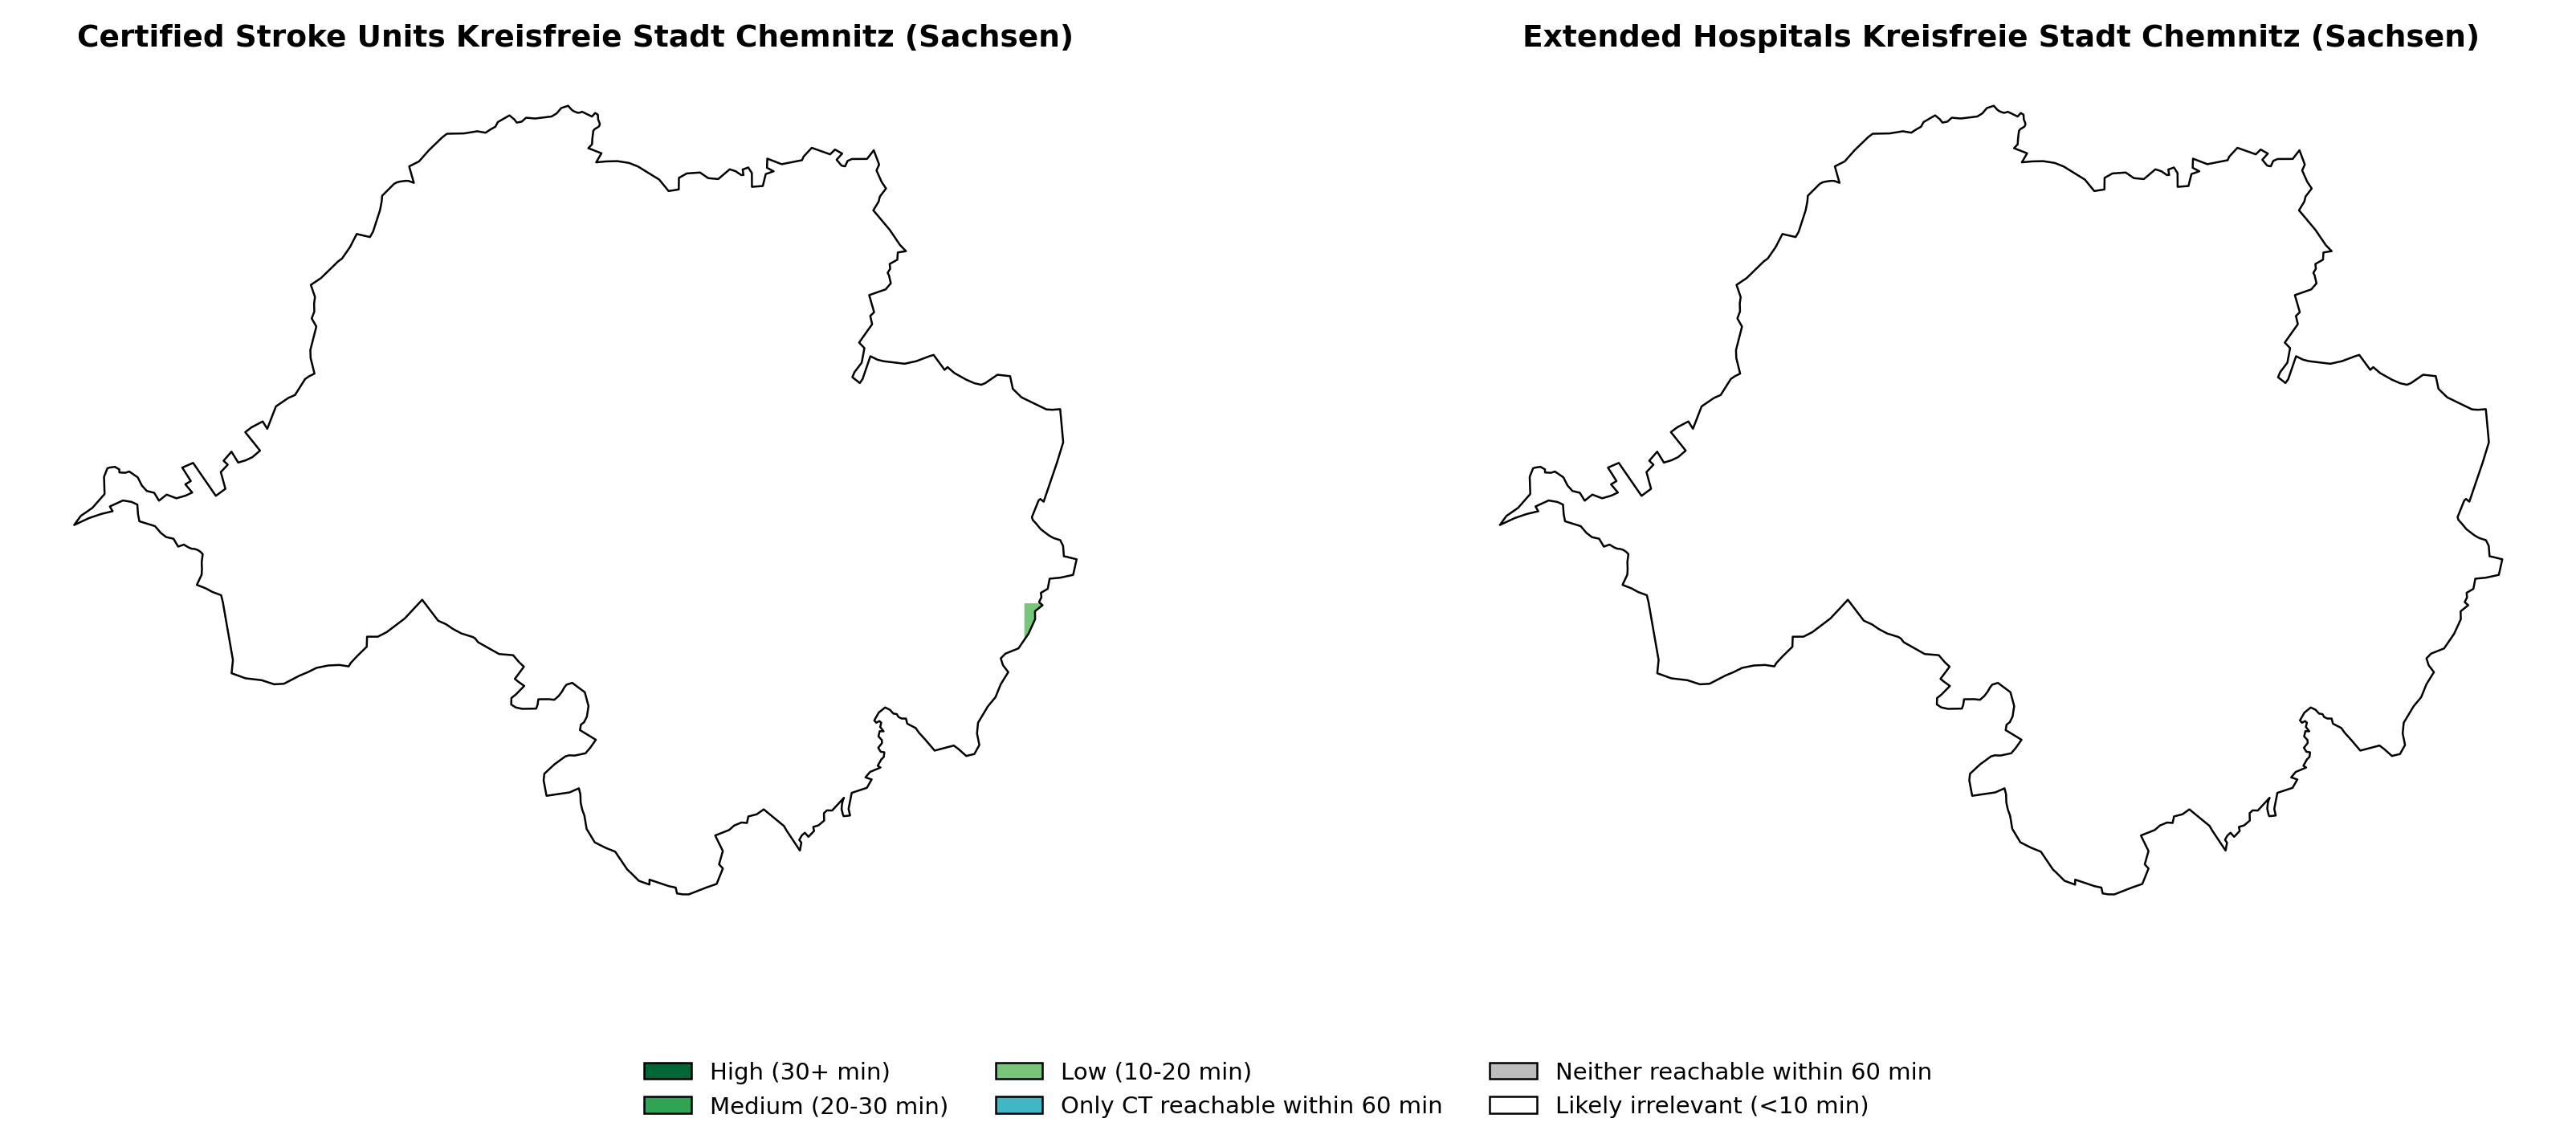 Certified Stroke Units Kreisfreie Stadt Chemnitz (Sachsen)
Extended Hospitals Kreisfreie Stadt Chemnitz (Sachsen)
High (30+ min)
Medium (20-30 min)
Low (10-20 min)
Only CT reachable within 60 min
Neither reachable within 60 min
Likely irrelevant (<10 min)